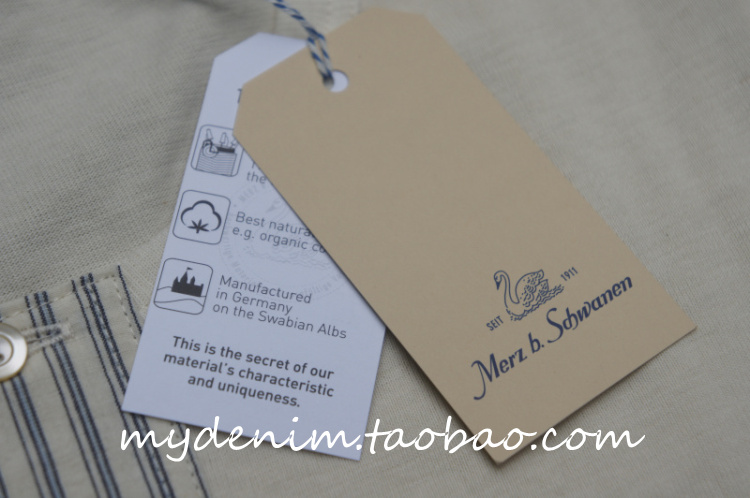 the
Best natura
e.g. organic co
Manufactured
in Germany
on the Swabian Albs
This is the secret of our
material's characteristic
and uniqueness.
SEIT 1911
Merz b. Schwanen
mydenim.taobao.com